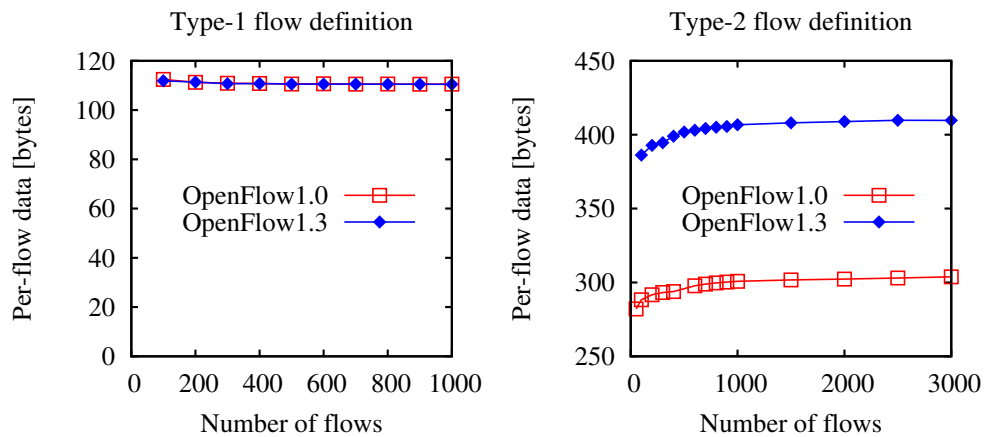 Type-1 flow definition
Per-flow data [bytes]
120
100
80
60
40
20
0
OpenFlow1.0
OpenFlow1.3
0 200 400 600 800 1000
Number of flows
Type-2 flow definition
Per-flow data [bytes]
450
400
350
300
250
OpenFlow1.0
OpenFlow1.3
0 1000 2000 3000
Number of flows